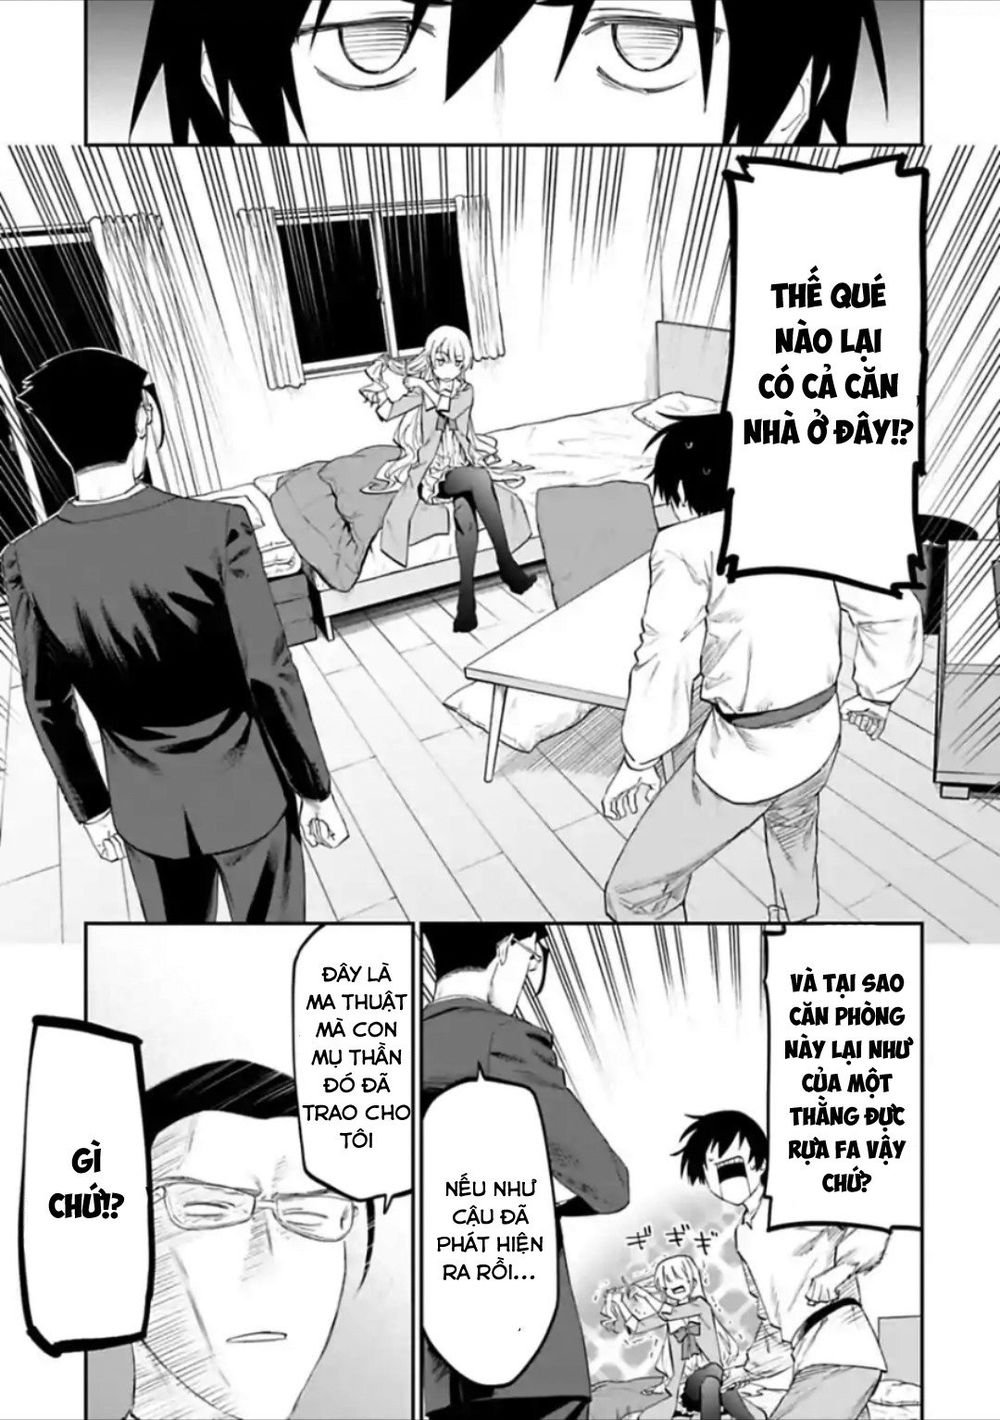 THẾ QUÉ
NÀO LẠI
CÓ CẢ CĂN
NHÀ Ở ĐÂY!?
VÀ TẠI SAO
CĂN PHÒNG
NÀY LẠI NHƯ
CỦA MỘT
THẰNG ĐỰC
RỰA FA VẬY
CHỨ?
NẾU NHƯ
CẬU ĐÃ
PHÁT HIỆN
RA RỒI...
ギギギ
ĐÂY LÀ
MA THUẬT
MÀ CON
MỤ THẦN
ĐÓ ĐÃ
TRAO CHO
TÔI
GÌ
CHỨ!?